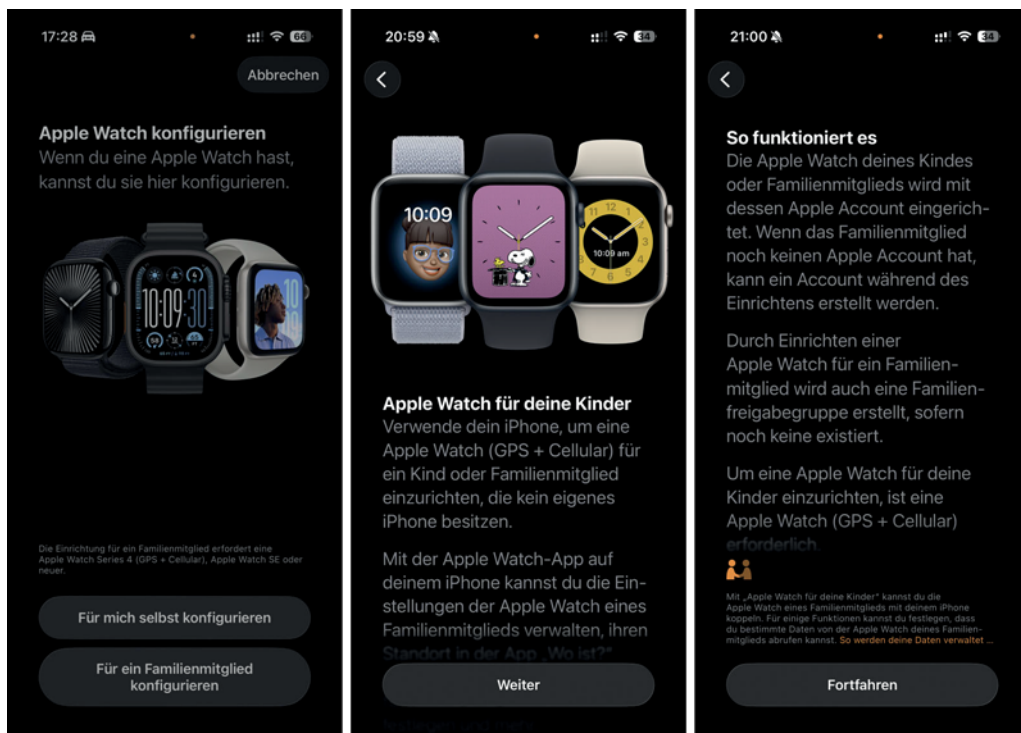 17:28
66
Abbrechen
Apple Watch konfigurieren
Wenn du eine Apple Watch hast,
kannst du sie hier konfigurieren.
10:09:30
Die Einrichtung für ein Familienmitglied erfordert eine
Apple Watch Series 4 (GPS + Cellular), Apple Watch SE oder
neuer.
Für mich selbst konfigurieren
Für ein Familienmitglied
konfigurieren
20:59
34
10:09
11 12 1
10:09 am
7 6 5
Apple Watch für deine Kinder
Verwende dein iPhone, um eine
Apple Watch (GPS + Cellular) für
ein Kind oder Familienmitglied
einzurichten, die kein eigenes
iPhone besitzen.
Mit der Apple Watch-App auf
deinem iPhone kannst du die Ein-
stellungen der Apple Watch eines
Familienmitglieds verwalten, ihren
Standort in der App „Wo ist?“
Weiter
21:00
34
So funktioniert es
Die Apple Watch deines Kindes
oder Familienmitglieds wird mit
dessen Apple Account eingerich-
tet. Wenn das Familienmitglied
noch keinen Apple Account hat,
kann ein Account während des
Einrichtens erstellt werden.
Durch Einrichten einer
Apple Watch für ein Familien-
mitglied wird auch eine Familien-
freigabegruppe erstellt, sofern
noch keine existiert.
Um eine Apple Watch für deine
Kinder einzurichten, ist eine
Apple Watch (GPS + Cellular)
erforderlich.
Mit „Apple Watch für deine Kinder“ kannst du die
Apple Watch eines Familienmitglieds mit deinem iPhone
koppeln. Für einige Funktionen kannst du festlegen, dass
du bestimmte Daten von der Apple Watch deines Familien-
mitglieds abrufen kannst. So werden deine Daten verwaltet ...
Fortfahren